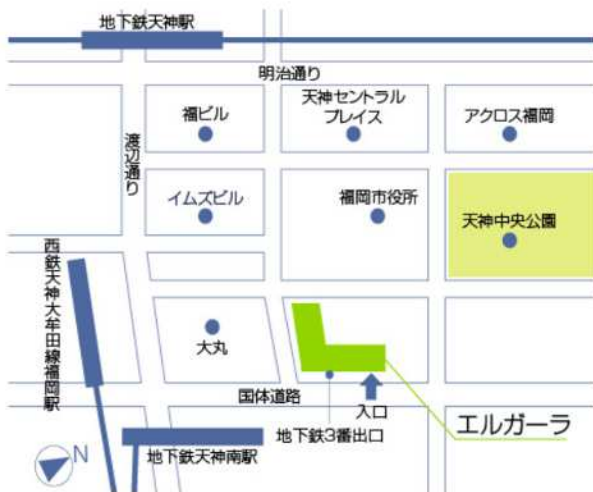 地下鉄天神駅
明治通り
福ビル
天神セントラル
プレイス
アクロス福岡
渡辺通り
イムズビル
福岡市役所
天神中央公園
西鉄天神大牟田線福岡駅
大丸
国体道路
入口
エルガーラ
地下鉄3番出口
地下鉄天神南駅
N